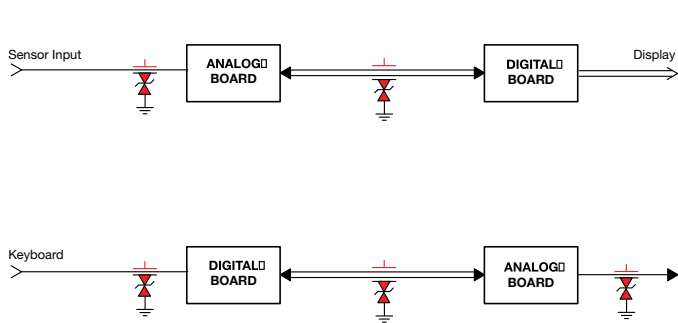 Sensor Input
Display
ANALOG▯
BOARD
DIGITAL▯
BOARD
Keyboard
DIGITAL▯
BOARD
ANALOG▯
BOARD